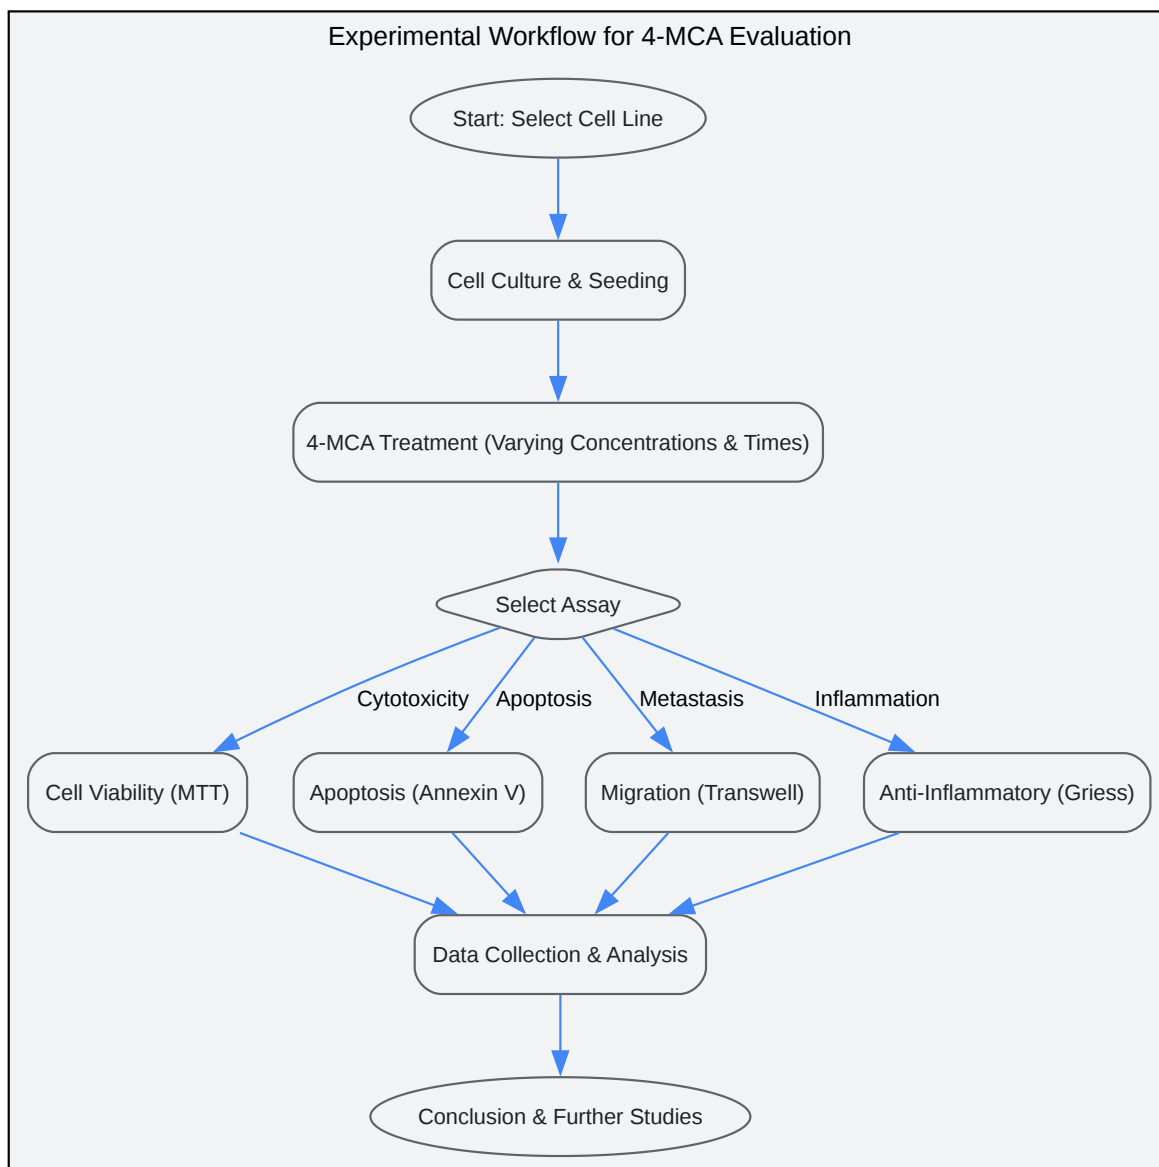 Experimental Workflow for 4-MCA Evaluation
Start: Select Cell Line
Cell Culture & Seeding
4-MCA Treatment (Varying Concentrations & Times)
Select Assay
Cytotoxicity
Apoptosis
Metastasis
Inflammation
Cell Viability (MTT)
Apoptosis (Annexin V)
Migration (Transwell)
Anti-Inflammatory (Griess)
Data Collection & Analysis
Conclusion & Further Studies